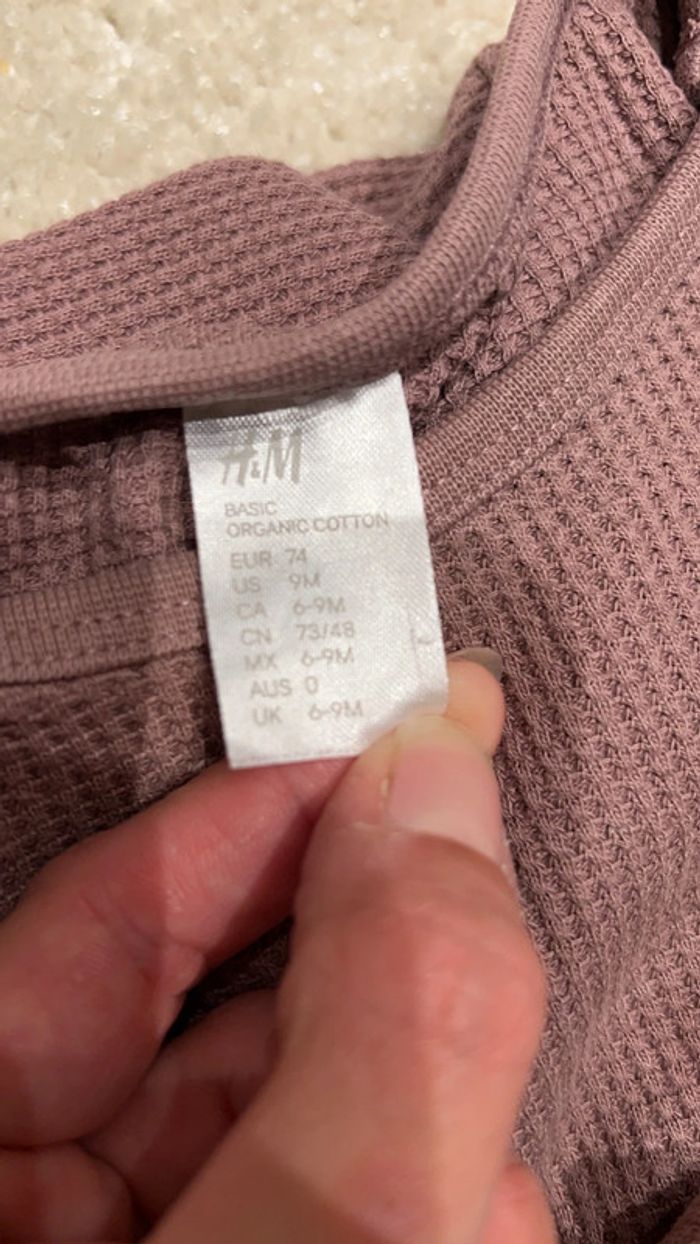 H&M
BASIC
ORGANIC COTTON
EUR 74
US 9M
CA 6-9M
CN 73/48
MX 6-9M
AUS 0
UK 6-9M